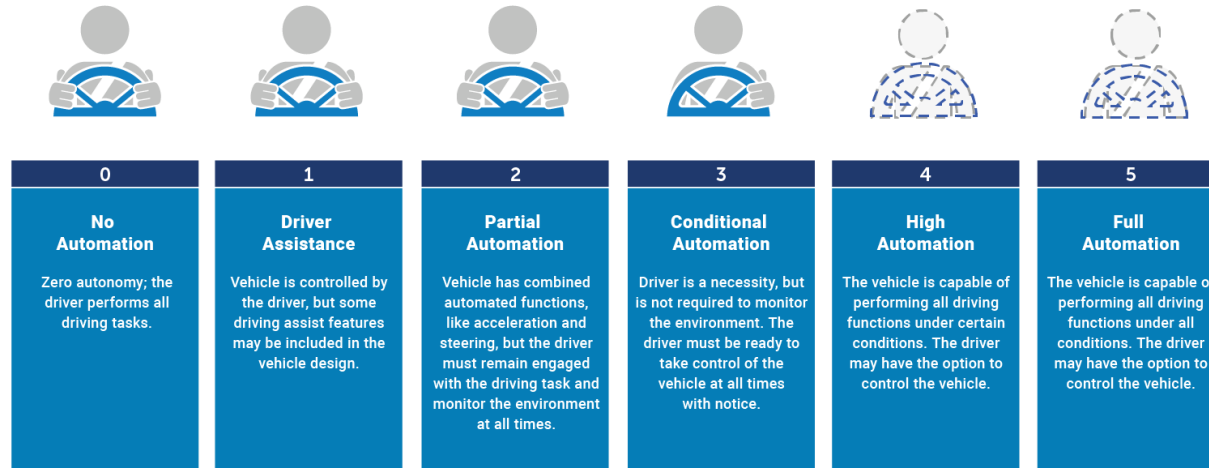 0
No
Automation
Zero autonomy; the
driver performs all
driving tasks.
1
Driver
Assistance
Vehicle is controlled by
the driver, but some
driving assist features
may be included in the
vehicle design.
2
Partial
Automation
Vehicle has combined
automated functions,
like acceleration and
steering, but the driver
must remain engaged
with the driving task and
monitor the environment
at all times.
3
Conditional
Automation
Driver is a necessity, but
is not required to monitor
the environment. The
driver must be ready to
take control of the
vehicle at all times
with notice.
4
High
Automation
The vehicle is capable of
performing all driving
functions under certain
conditions. The driver
may have the option to
control the vehicle.
5
Full
Automation
The vehicle is capable o
performing all driving
functions under all
conditions. The driver
may have the option to
control the vehicle.